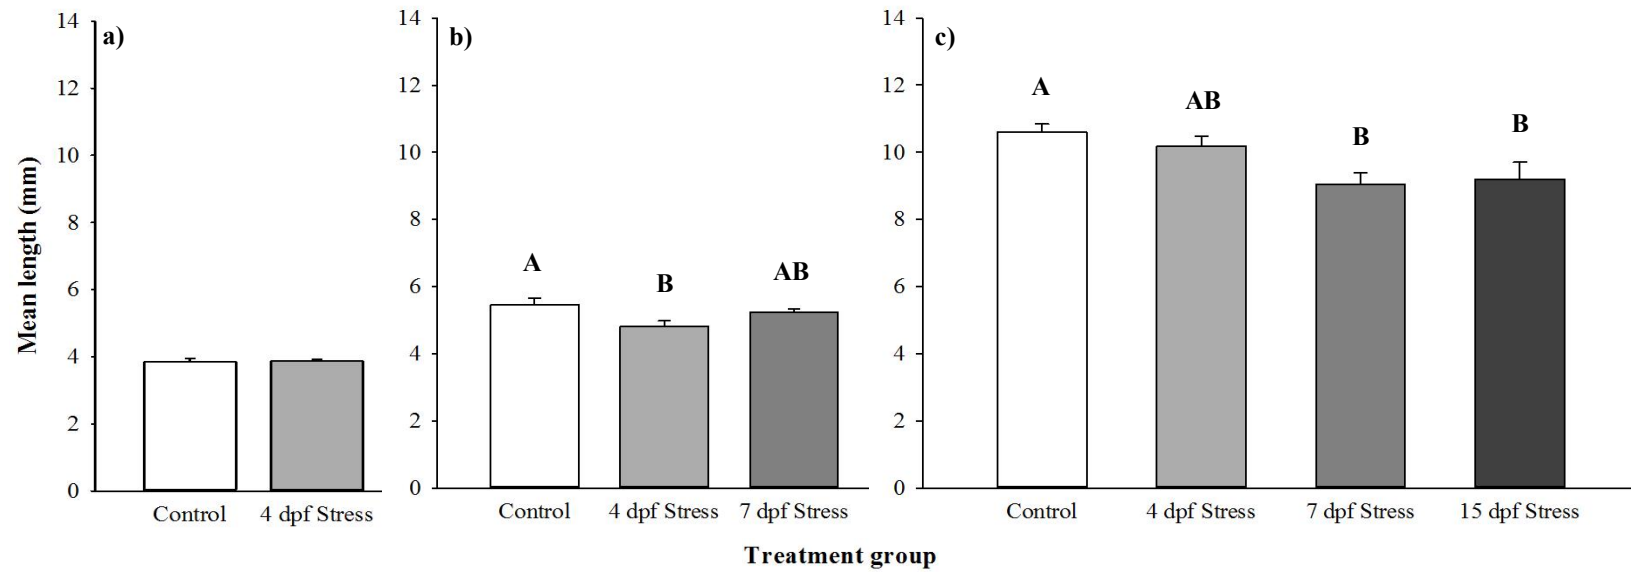 Mean length (mm)
a)
14
12
10
8
6
4
2
0
Control
4 dpf Stress
b)
14
12
10
8
6
4
2
0
A
B
AB
Control
4 dpf Stress
7 dpf Stress
c)
14
12
10
8
6
4
2
0
A
AB
B
B
Control
4 dpf Stress
7 dpf Stress
15 dpf Stress
Treatment group